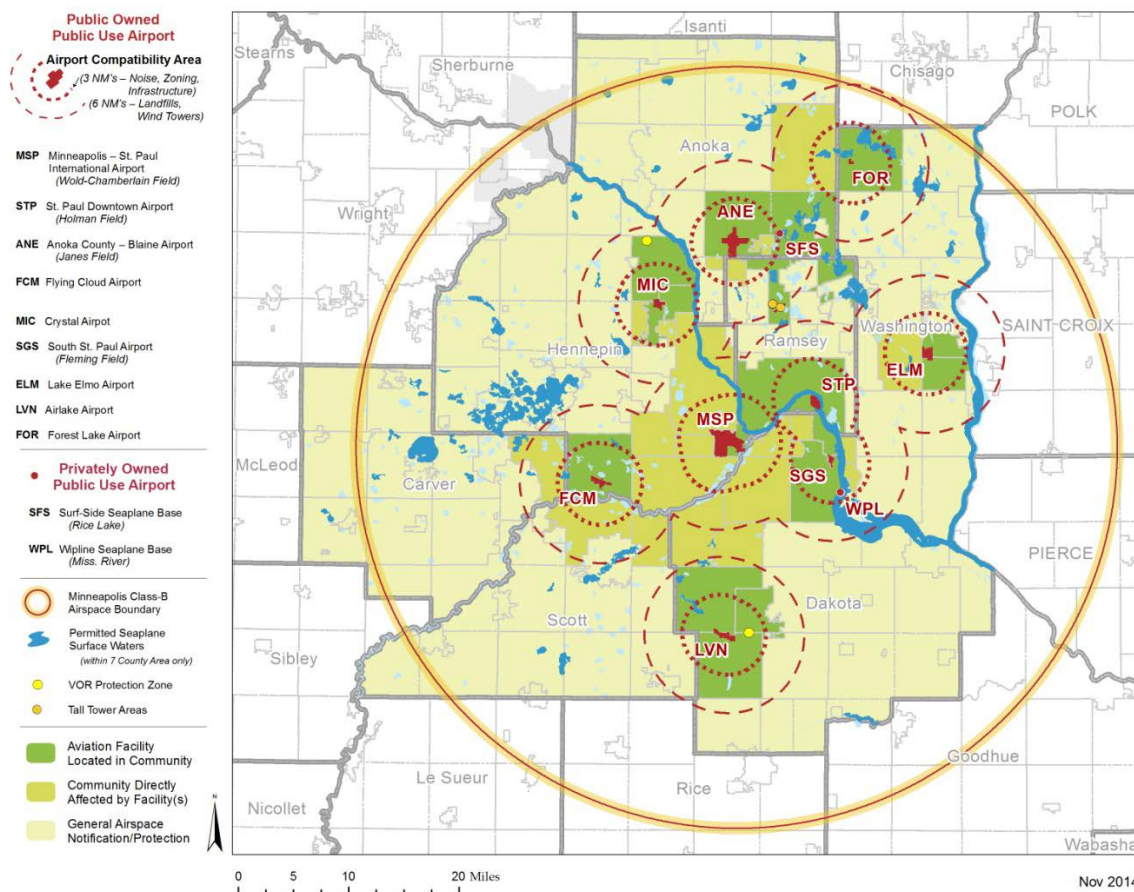 Public Owned
Public Use Airport
Airport Compatibility Area
(3 NM's – Noise, Zoning,
Infrastructure)
(6 NM's – Landfills,
Wind Towers)
MSP Minneapolis – St. Paul
International Airport
(Wold-Chamberlain Field)
STP St. Paul Downtown Airport
(Holman Field)
ANE Anoka County – Blaine Airport
(Janes Field)
FCM Flying Cloud Airport
MIC Crystal Airpot
SGS South St. Paul Airport
(Fleming Field)
ELM Lake Elmo Airport
LVN Airlake Airport
FOR Forest Lake Airport
Privately Owned
Public Use Airport
SFS Surf-Side Seaplane Base
(Rice Lake)
WPL Wipline Seaplane Base
(Miss. River)
Minneapolis Class-B
Airspace Boundary
Permitted Seaplane
Surface Waters
(within 7 County Area only)
VOR Protection Zone
Tall Tower Areas
Aviation Facility
Located in Community
Community Directly
Affected by Facility(s)
General Airspace
Notification/Protection
N
Isanti
Stearns
Sherburne
Chisago
POLK
Anoka
FOR
Wright
ANE
SFS
MIC
Washington
SAINT CROIX
Hennepin
Ramsey
ELM
STP
MSP
McLeod
Carver
FCM
SGS
WPL
PIERCE
Scott
Dakota
LVN
Sibley
Le Sueur
Rice
Goodhue
Nicollet
Wabasha
0 5 10 20 Miles
Nov 2014